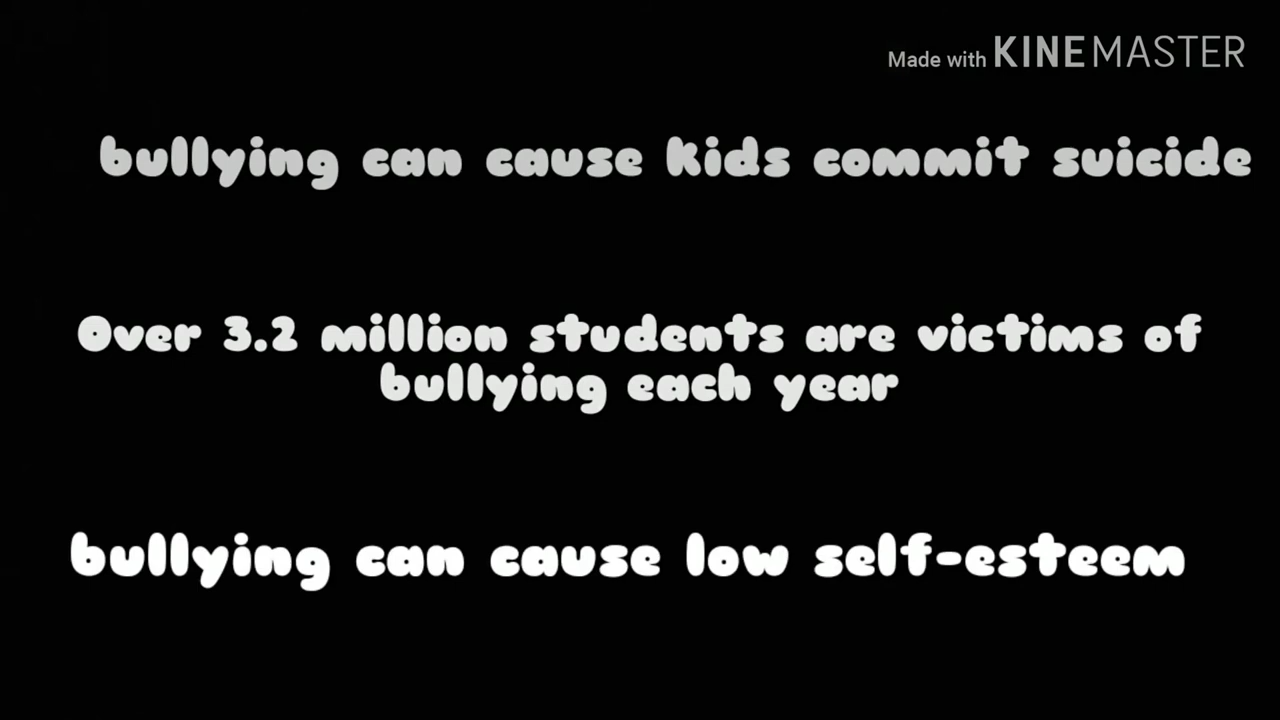 Made with KINEMASTER
bullying can cause kids commit suicide
Over 3.2 million students are victims of
bullying each year
bullying can cause low self-esteem